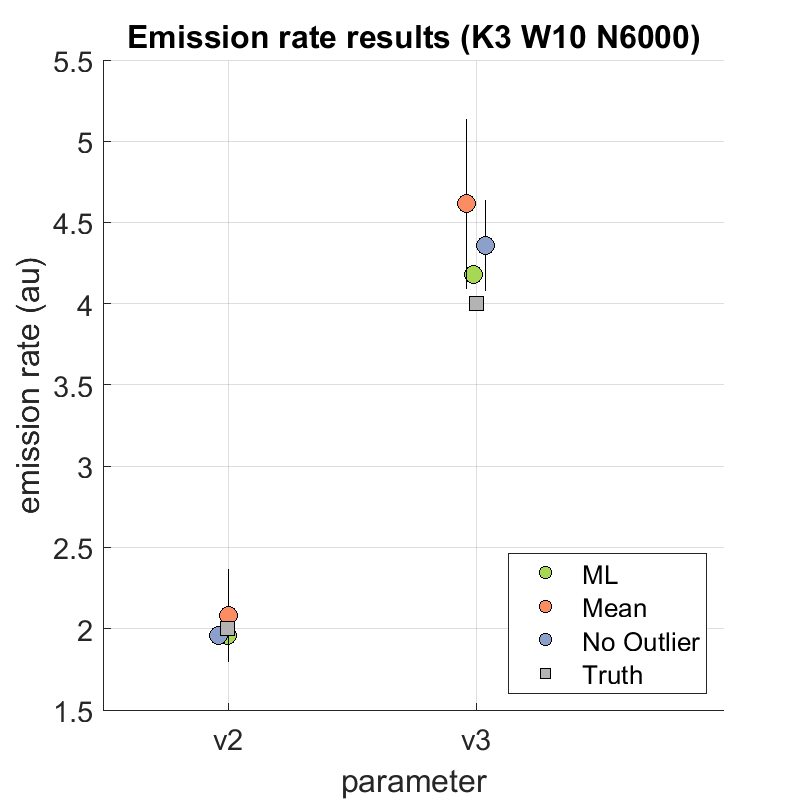 Emission rate results (K3 W10 N6000)
5.5
5
4.5
4
3.5
3
2.5
2
1.5
emission rate (au)
v2
v3
parameter
ML
Mean
No Outlier
Truth